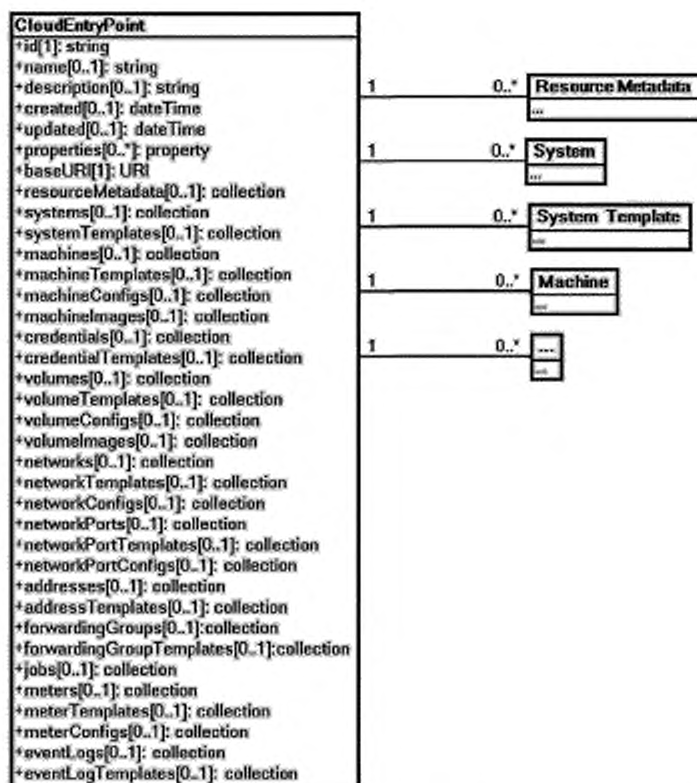 CloudEntryPoint
+id[1]: string
+name[0..1]: string
+description[0..1]: string
+created[0..1]: dateTime
+updated[0..1]: dateTime
+properties[0..*]: property
+baseURI[1]: URI
+resourceMetadata[0..1]: collection
+systems[0..1]: collection
+systemTemplates[0..1]: collection
+machines[0..1]: collection
+machineTemplates[0..1]: collection
+machineConfigs[0..1]: collection
+machineImages[0..1]: collection
+credentials[0..1]: collection
+credentialTemplates[0..1]: collection
+volumes[0..1]: collection
+volumeTemplates[0..1]: collection
+volumeConfigs[0..1]: collection
+volumeImages[0..1]: collection
+networks[0..1]: collection
+networkTemplates[0..1]: collection
+networkConfigs[0..1]: collection
+networkPorts[0..1]: collection
+networkPortTemplates[0..1]: collection
+networkPortConfigs[0..1]: collection
+addresses[0..1]: collection
+addressTemplates[0..1]: collection
+forwardingGroups[0..1]:collection
+forwardingGroupTemplates[0..1]:collection
+jobs[0..1]: collection
+meters[0..1]: collection
+meterTemplates[0..1]: collection
+meterConfigs[0..1]: collection
+eventLogs[0..1]: collection
+eventLogTemplates[0..1]: collection
1 0..* Resource Metadata
...
1 0..* System
...
1 0..* System Template
...
1 0..* Machine
...
1 0..* ...
...